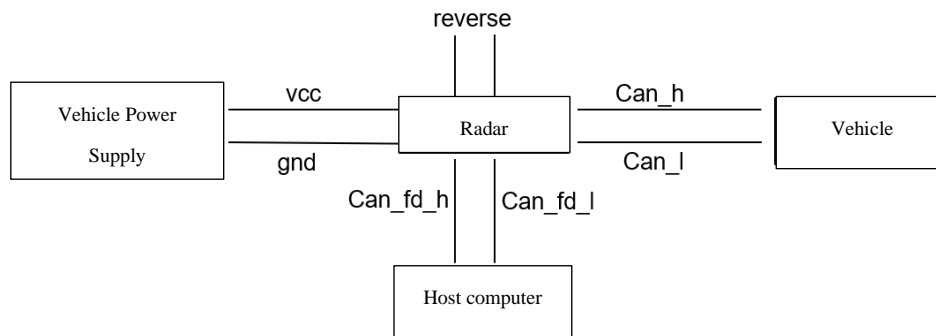 reverse
vcc
Can_h
Vehicle Power
Supply
Radar
Vehicle
gnd
Can_l
Can_fd_h
Can_fd_l
Host computer